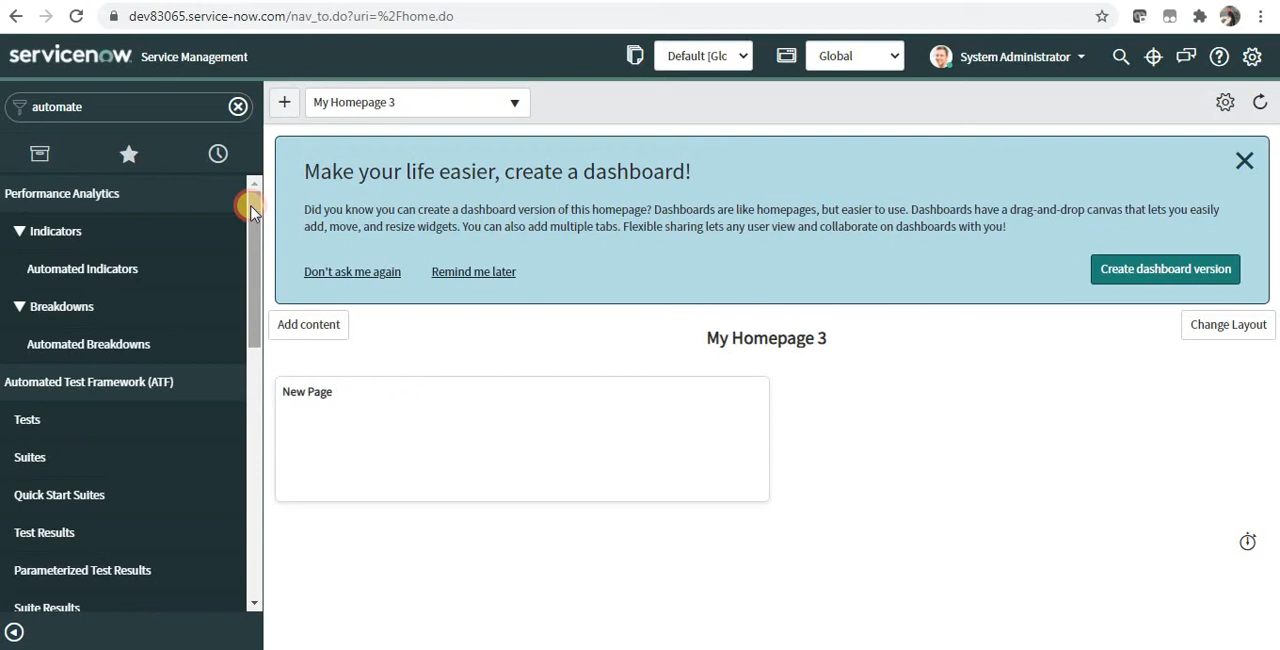 dev83065.service-now.com/nav_to.do?uri=%2Fhome.do
servicenow Service Management
Default [Glc
Global
System Administrator
automate
My Homepage 3
Performance Analytics
Indicators
Automated Indicators
Breakdowns
Automated Breakdowns
Automated Test Framework (ATF)
Tests
Suites
Quick Start Suites
Test Results
Parameterized Test Results
Suite Results
Make your life easier, create a dashboard!
Did you know you can create a dashboard version of this homepage? Dashboards are like homepages, but easier to use. Dashboards have a drag-and-drop canvas that lets you easily
add, move, and resize widgets. You can also add multiple tabs. Flexible sharing lets any user view and collaborate on dashboards with you!
Don't ask me again
Remind me later
Create dashboard version
Add content
My Homepage 3
Change Layout
New Page